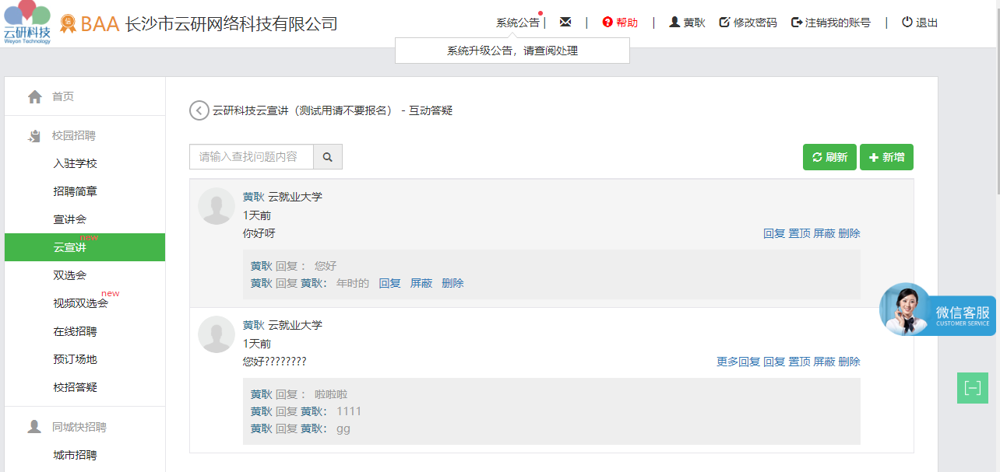 云研科技
Weyon Technology
信
BAA 长沙市云研网络科技有限公司
系统公告 | | 帮助 | 黄耿 修改密码 注销我的账号 | 退出
系统升级公告，请查阅处理
首页
校园招聘
入驻学校
招聘简章
宣讲会
云宣讲 new
双选会
视频双选会 new
在线招聘
预订场地
校招答疑
同城快招聘
城市招聘
云研科技云宣讲（测试用请不要报名） - 互动答疑
请输入查找问题内容
刷新
新增
黄耿 云就业大学
1天前
你好呀
回复 置顶 屏蔽 删除
黄耿 回复： 您好
黄耿 回复 黄耿： 年时的 回复 屏蔽 删除
黄耿 云就业大学
1天前
您好????????
更多回复 回复 置顶 屏蔽 删除
黄耿 回复： 啦啦啦
黄耿 回复 黄耿： 1111
黄耿 回复 黄耿： gg
微信客服
CUSTOMER SERVICE